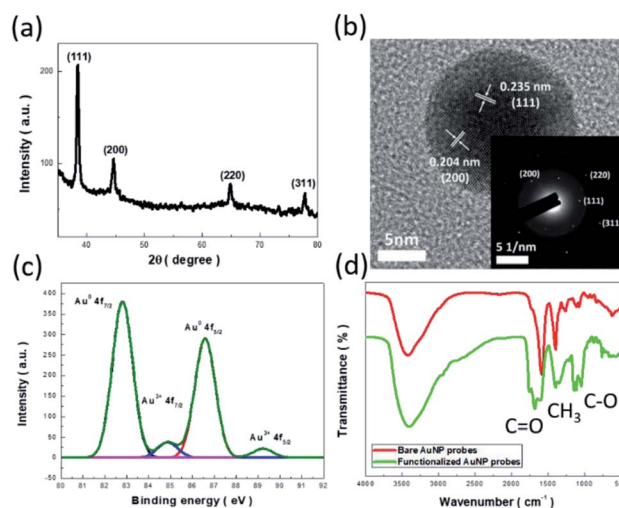 (a)
(111)
(200)
(220)
(311)
200
100
Intensity ( a.u. )
40
50
60
70
80
2θ ( degree )
(b)
0.235 nm
(111)
0.204 nm
(200)
5nm
(200)
(220)
(111)
(311)
5 1/nm
(c)
Au⁰ 4f7/2
Au⁰ 4f5/2
Au³⁺ 4f7/2
Au³⁺ 4f5/2
400
350
300
250
200
150
100
50
0
50
Intensity ( a.u. )
80 81 82 83 84 85 86 87 88 89 90 91 92
Binding energy ( eV )
(d)
Transmittance ( % )
C=O
CH3
C-O
Bare AuNP probes
Functionalized AuNP probes
4000 3500 3000 2500 2000 1500 1000 500
Wavenumber ( cm⁻¹ )